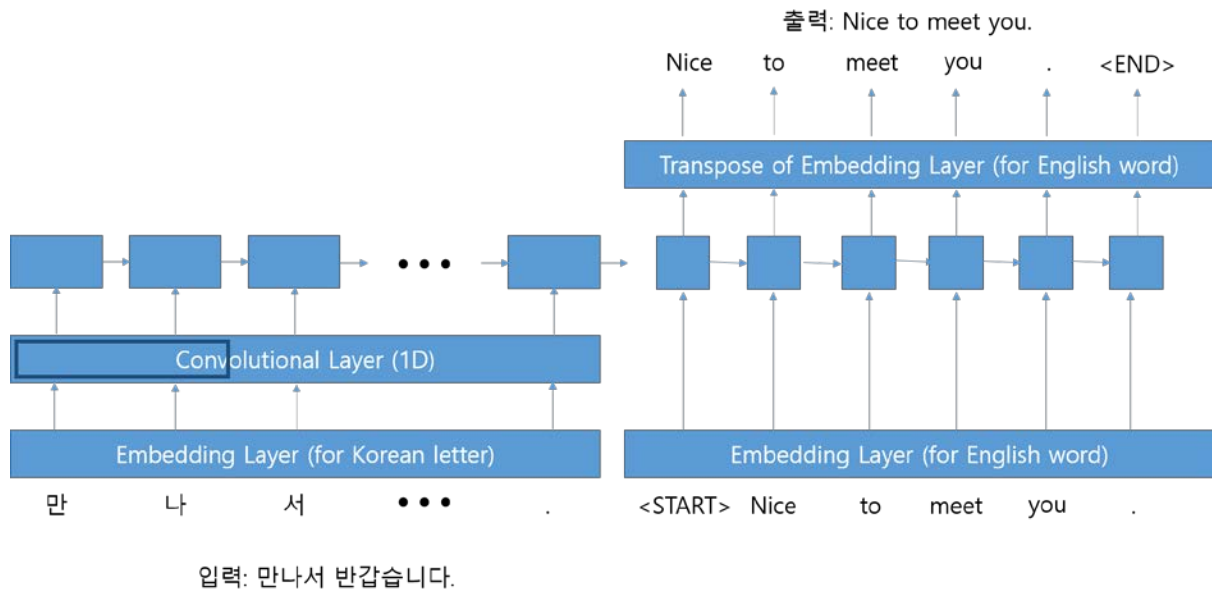 출력: Nice to meet you.
Nice to meet you . <END>
Transpose of Embedding Layer (for English word)
Convolutional Layer (1D)
Embedding Layer (for Korean letter)
Embedding Layer (for English word)
만 나 서 • • • .
<START> Nice to meet you .
입력: 만나서 반갑습니다.